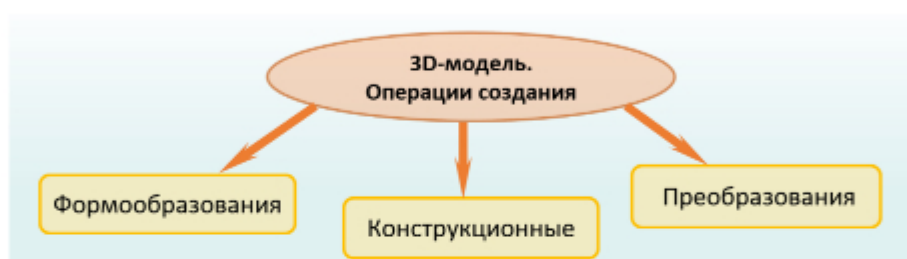 3D-модель.
Операции создания
Формообразования
Конструкционные
Преобразования